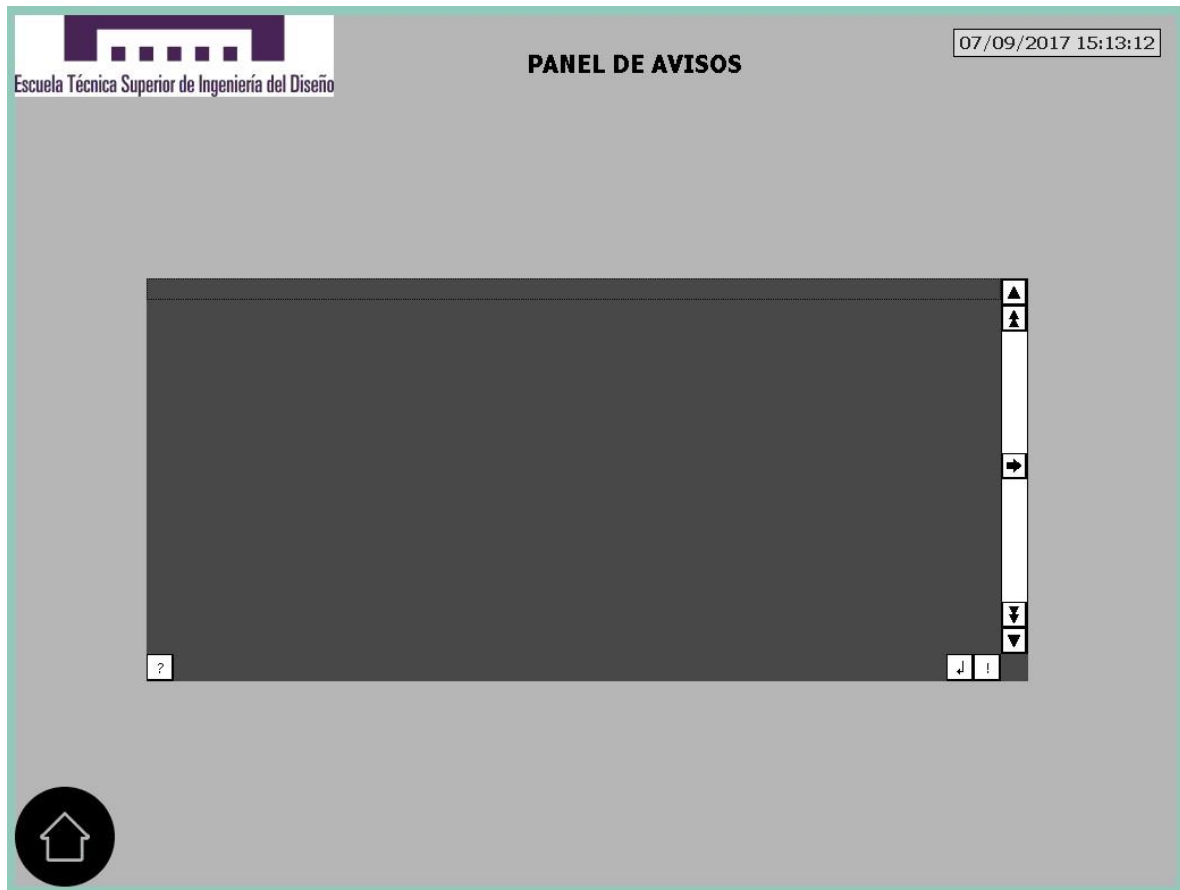 Escuela Técnica Superior de Ingeniería del Diseño
PANEL DE AVISOS
07/09/2017 15:13:12
?
!